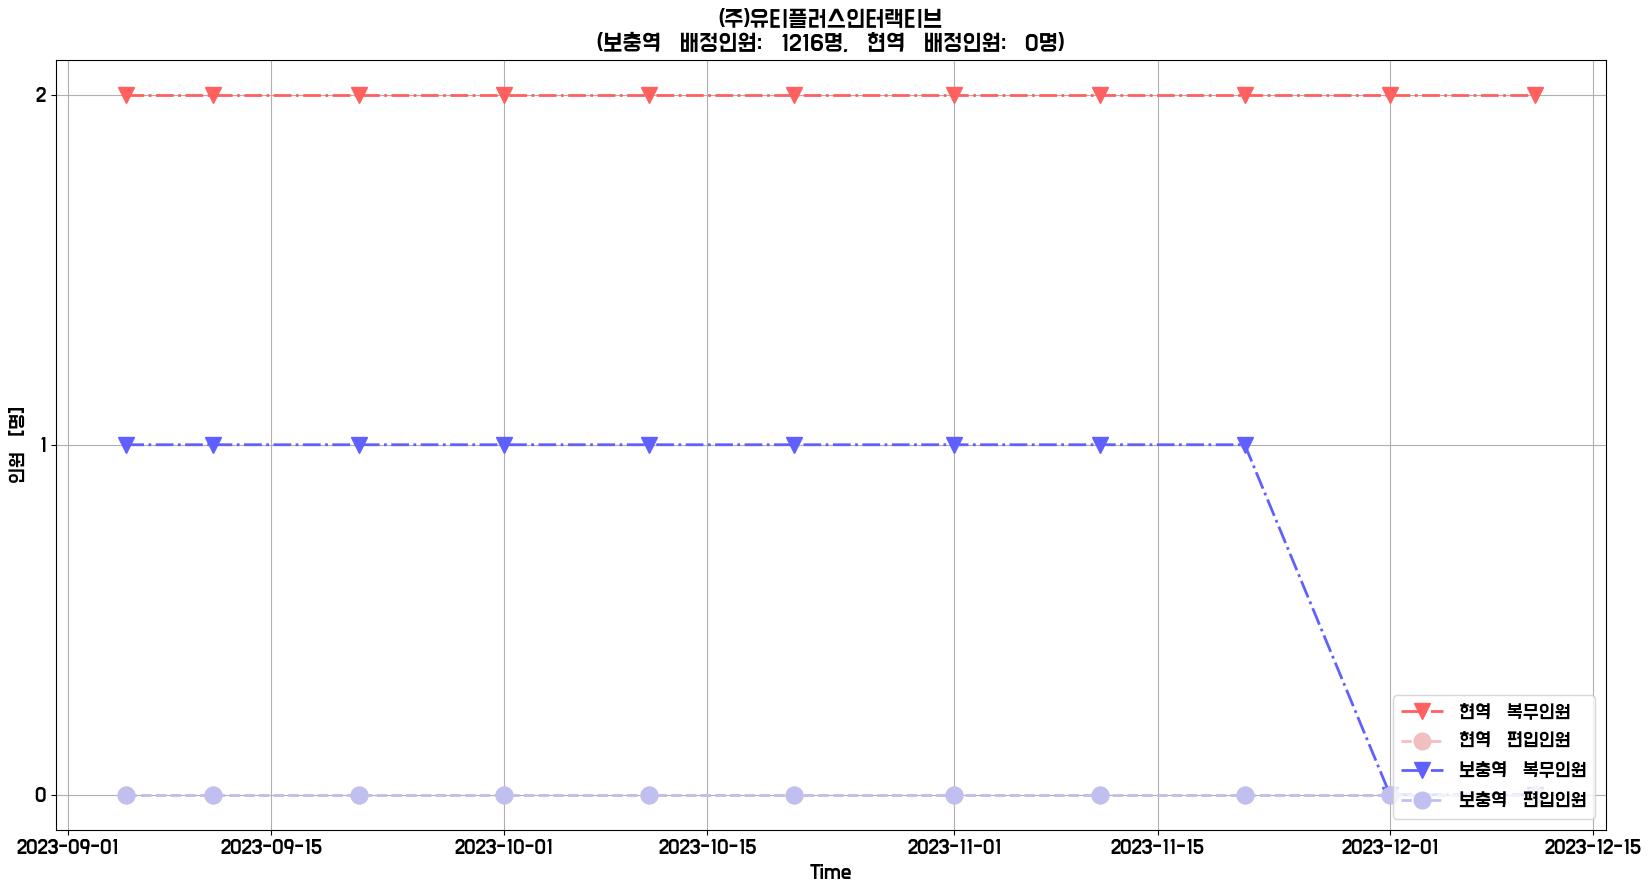 (주)유티플러스인터랙티브
(보충역 배정인원: 1216명, 현역 배정인원: 0명)
2
1
0
인원 [명]
2023-09-01 2023-09-15 2023-10-01 2023-10-15 2023-11-01 2023-11-15 2023-12-01 2023-12-15
Time
현역 복무인원
현역 편입인원
보충역 복무인원
보충역 편입인원